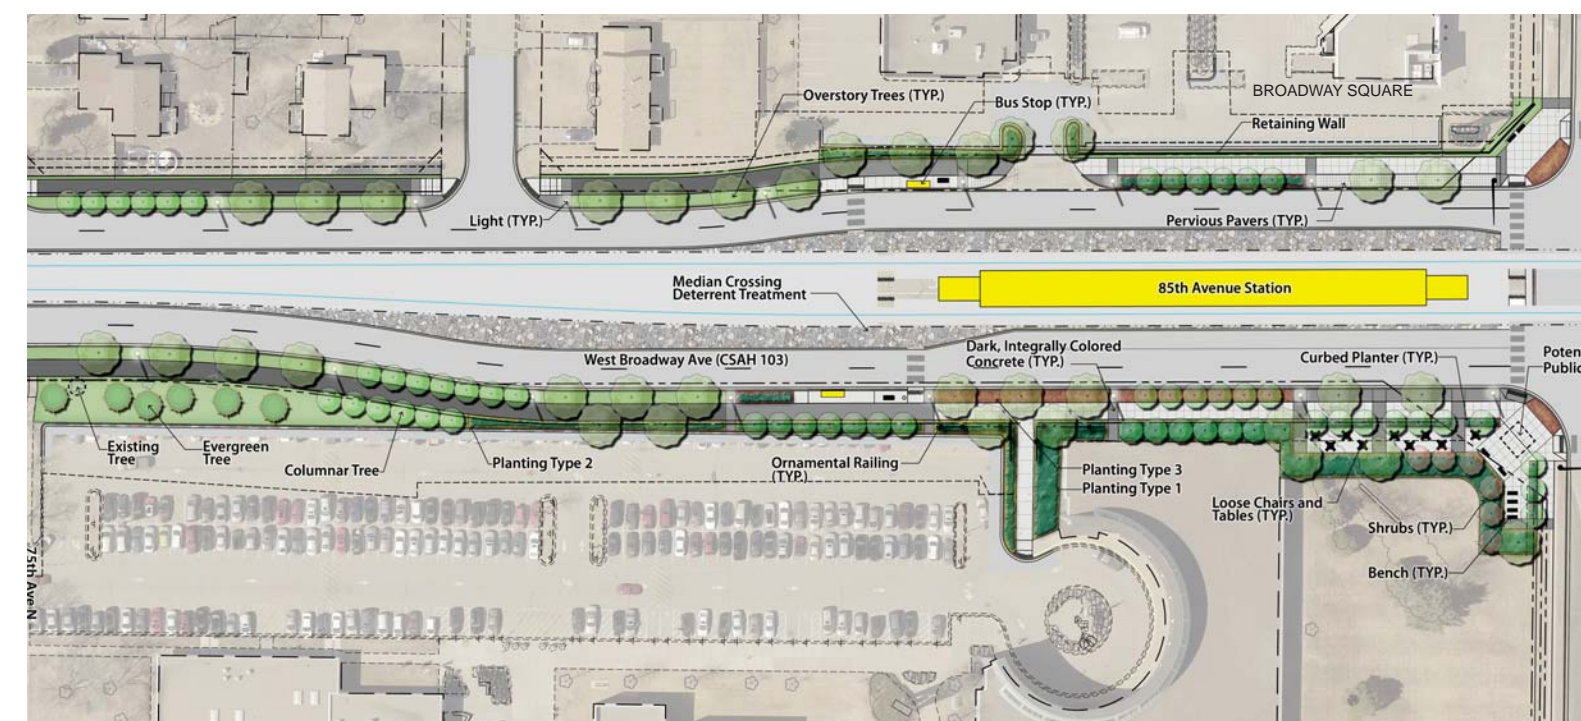 BROADWAY SQUARE
Overstory Trees (TYP.)
Bus Stop (TYP.)
Retaining Wall
Light (TYP.)
Pervious Pavers (TYP.)
Median Crossing
Deterrent Treatment
85th Avenue Station
West Broadway Ave (CSAH 103)
Dark, Integrally Colored
Concrete (TYP.)
Curbed Planter (TYP.)
Poten
Public
Existing
Tree
Evergreen
Tree
Columnar Tree
Planting Type 2
Ornamental Railing
(TYP.)
Planting Type 3
Planting Type 1
Loose Chairs and
Tables (TYP.)
Shrubs (TYP.)
Bench (TYP.)
75th Ave N